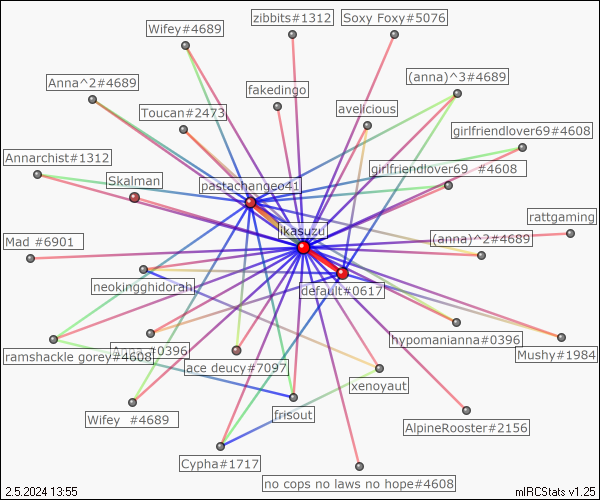 zibbits#1312
Soxy Foxy#5076
Wifey#4689
(anna)^3#4689
Anna^2#4689
fakedingo
aveilcious
Toucan#2473
girlfriendlover69#4608
Annarchist#1312
girlfriendlover69 #4608
Skalman
pastachangeo41
rattgaming
ikasuzu
(anna)^2#4689
Mad #6901
neokingghidorah
default#0617
hypomanianna#0396
Mushy#1984
ramshackle gorey#4608
ace deucy#7097
xenoyaut
Wifey #4689
frisout
AlpineRooster#2156
Cypha#1717
no cops no laws no hope#4608
2.5.2024 13:55
mIRCStats v1.25